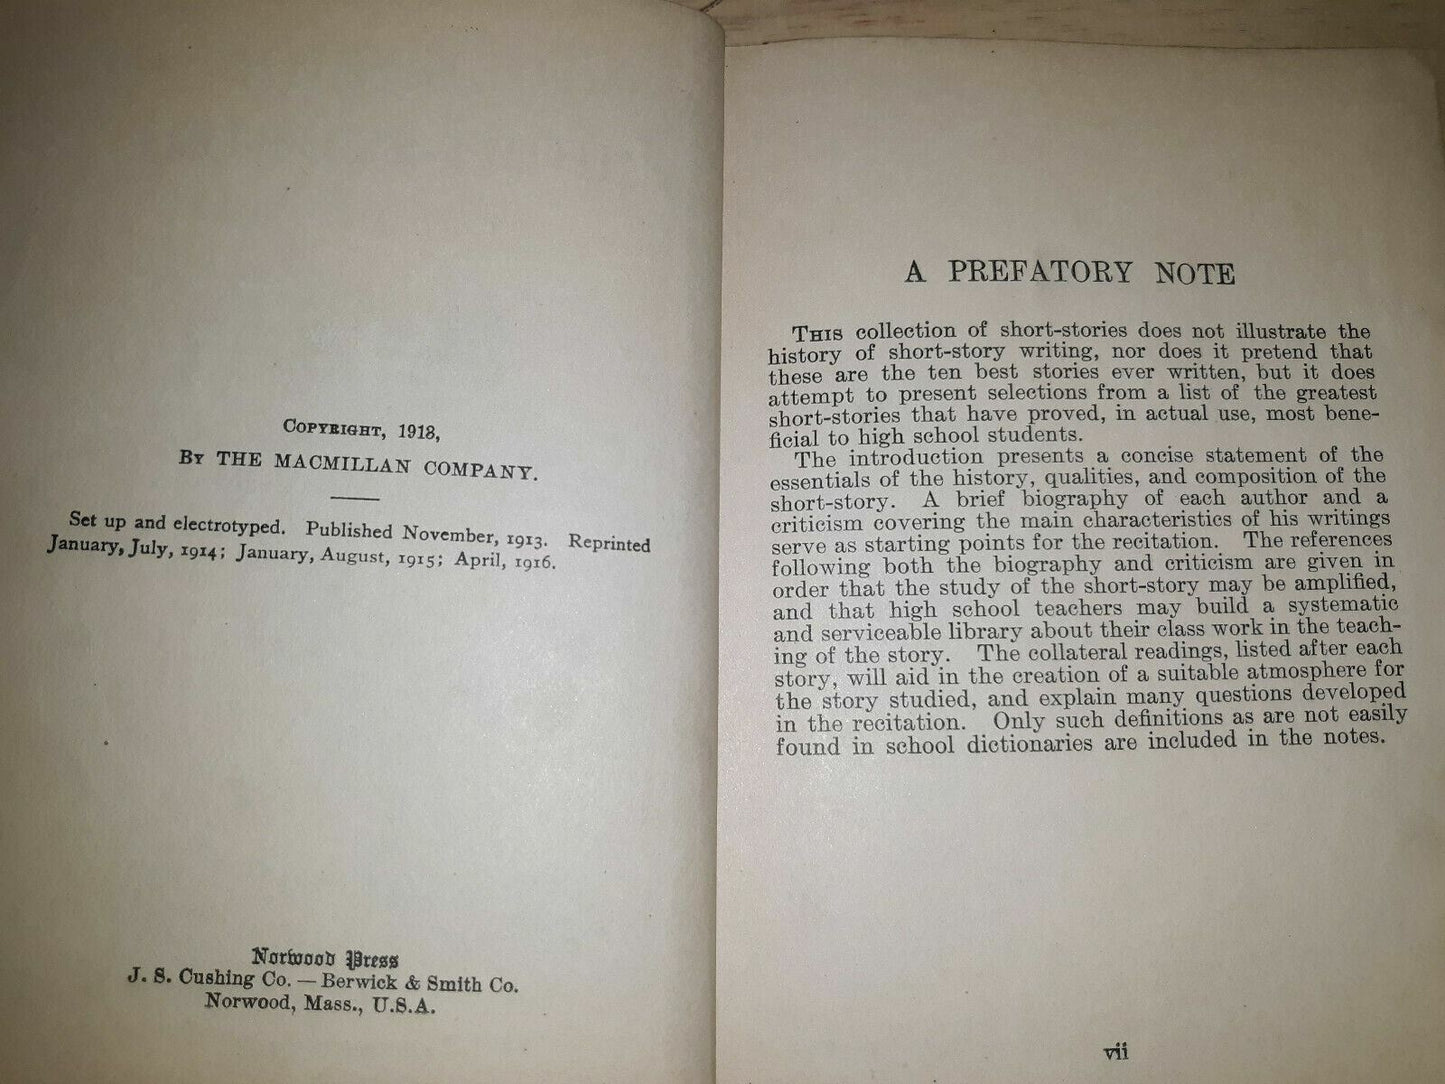 COPYRIGHT, 1918,
BY THE MACMILLAN COMPANY.
Set up and electrotyped. Published November, 1913. Reprinted
January, July, 1914; January, August, 1915; April, 1916.
Norwood Press
J. S. Cushing Co. — Berwick & Smith Co.
Norwood, Mass., U.S.A.
A PREFATORY NOTE
THIS collection of short-stories does not illustrate the
history of short-story writing, nor does it pretend that
these are the ten best stories ever written, but it does
attempt to present selections from a list of the greatest
short-stories that have proved, in actual use, most bene-
ficial to high school students.
The introduction presents a concise statement of the
essentials of the history, qualities, and composition of the
short-story. A brief biography of each author and a
criticism covering the main characteristics of his writings
serve as starting points for the recitation. The references
following both the biography and criticism are given in
order that the study of the short-story may be amplified,
and that high school teachers may build a systematic
and serviceable library about their class work in the teach-
ing of the story. The collateral readings, listed after each
story, will aid in the creation of a suitable atmosphere for
the story studied, and explain many questions developed
in the recitation. Only such definitions as are not easily
found in school dictionaries are included in the notes.
vii